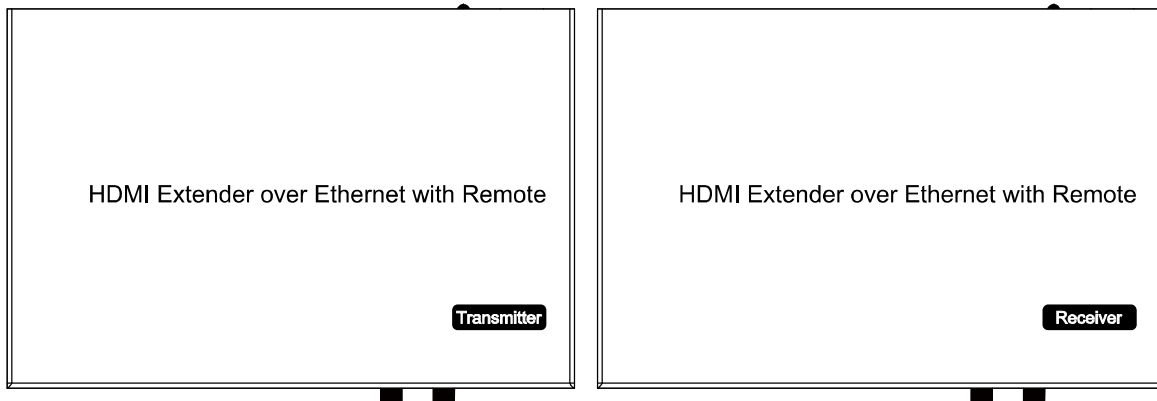 HDMI Extender over Ethernet with Remote
Transmitter
HDMI Extender over Ethernet with Remote
Receiver